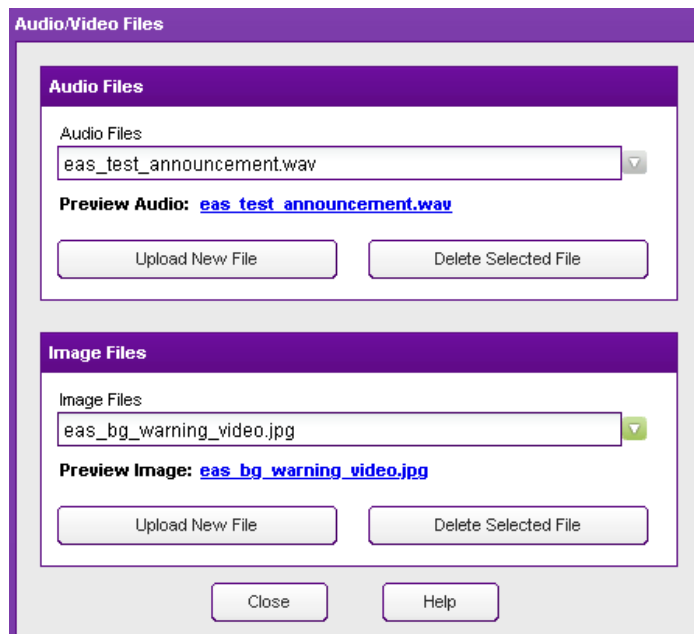 Audio/Video Files
Audio Files
Audio Files
eas_test_announcement.wav
Preview Audio: eas_test_announcement.wav
Upload New File Delete Selected File
Image Files
Image Files
eas_bg_warning_video.jpg
Preview Image: eas_bg_warning_video.jpg
Upload New File Delete Selected File
Close Help